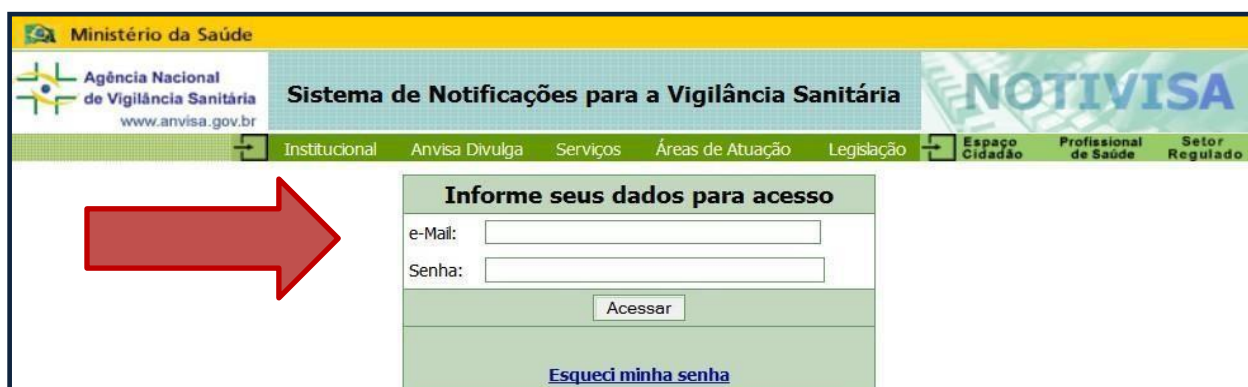 Ministério da Saúde
Agência Nacional
de Vigilância Sanitária
www.anvisa.gov.br
Sistema de Notificações para a Vigilância Sanitária
NOTIVISA
Institucional Anvisa Divulga Serviços Áreas de Atuação Legislação Espaço Cidadão Profissional de Saúde Setor Regulado
Informe seus dados para acesso
e-Mail:
Senha:
Acessar
Esqueci minha senha